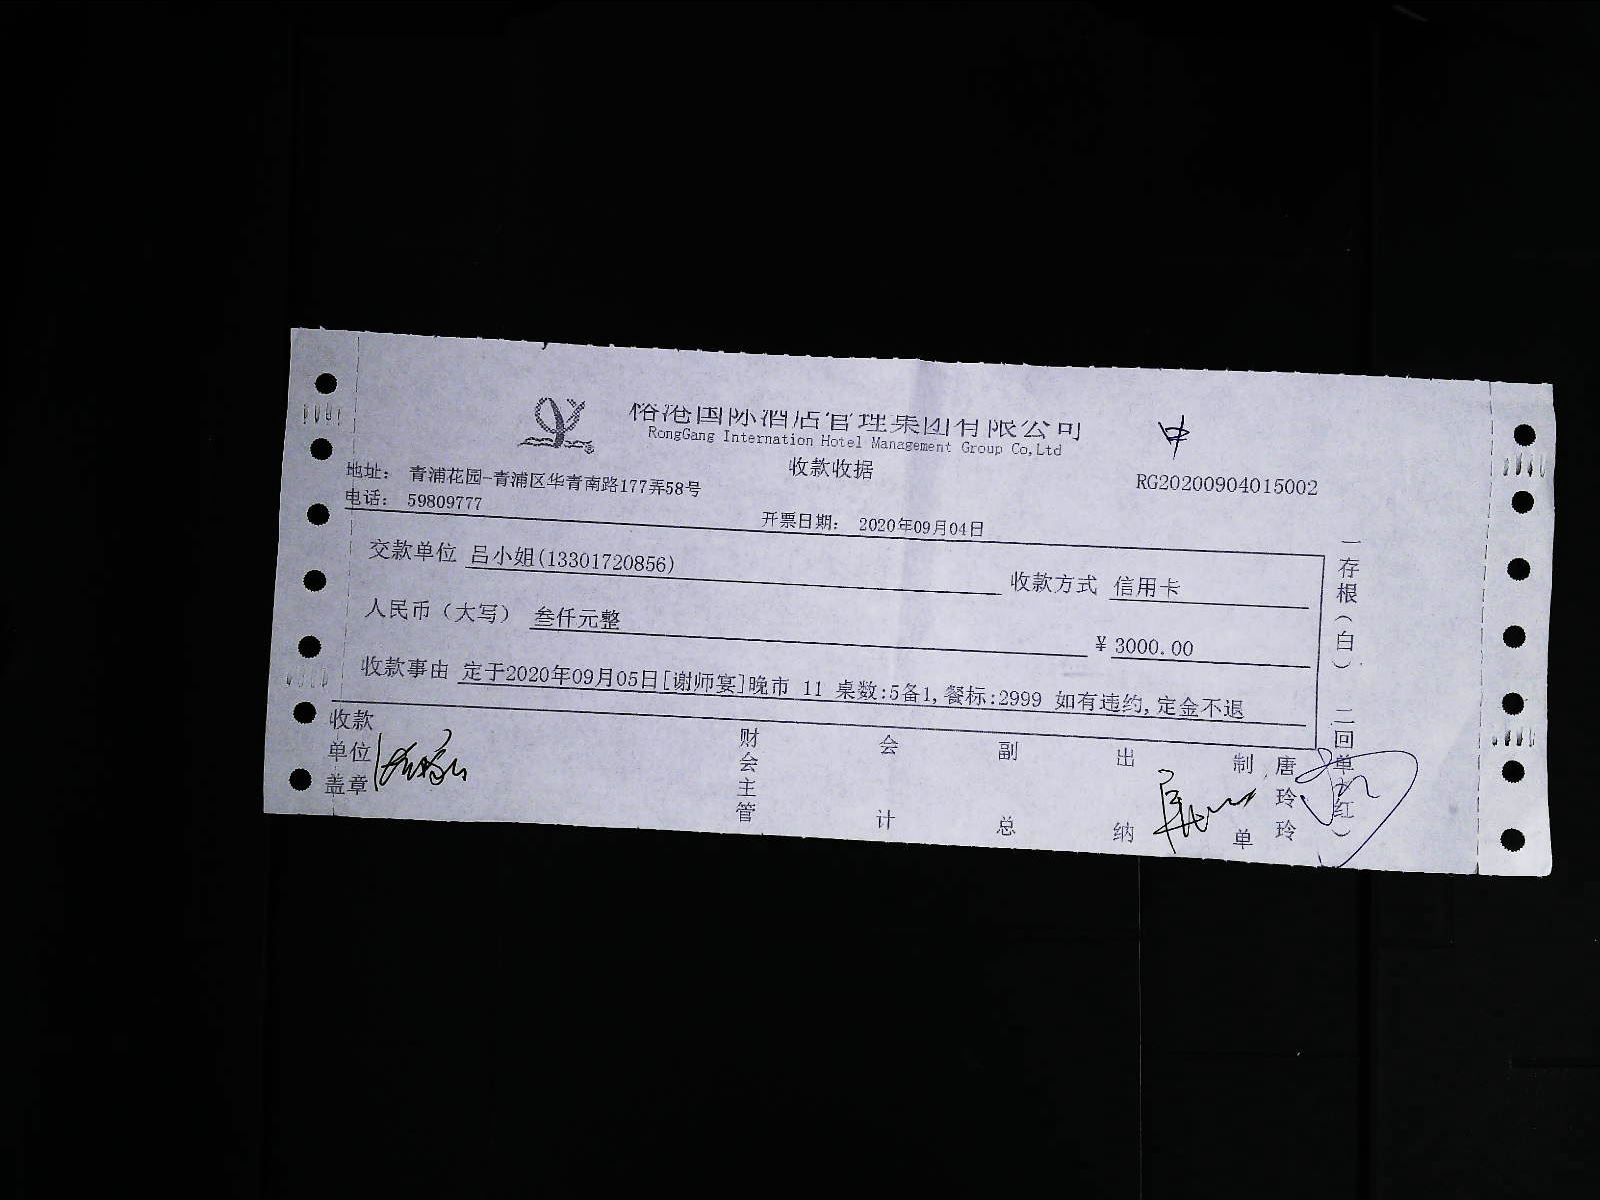 裕港国际酒店管理集团有限公司
RongGang Internation Hotel Management Group Co,Ltd
收款收据
RG20200904015002
地址： 青浦花园-青浦区华青南路177弄58号
电话： 59809777
开票日期： 2020年09月04日
交款单位 吕小姐(13301720856)
收款方式 信用卡
人民币（大写） 叁仟元整
¥ 3000.00
收款事由 定于2020年09月05日[谢师宴]晚市 11 桌数:5备1,餐标:2999 如有违约,定金不退
收款单位盖章
财会主管
会计
副总
出纳
制单
唐玲玲
一存根（白） 二回单（红）